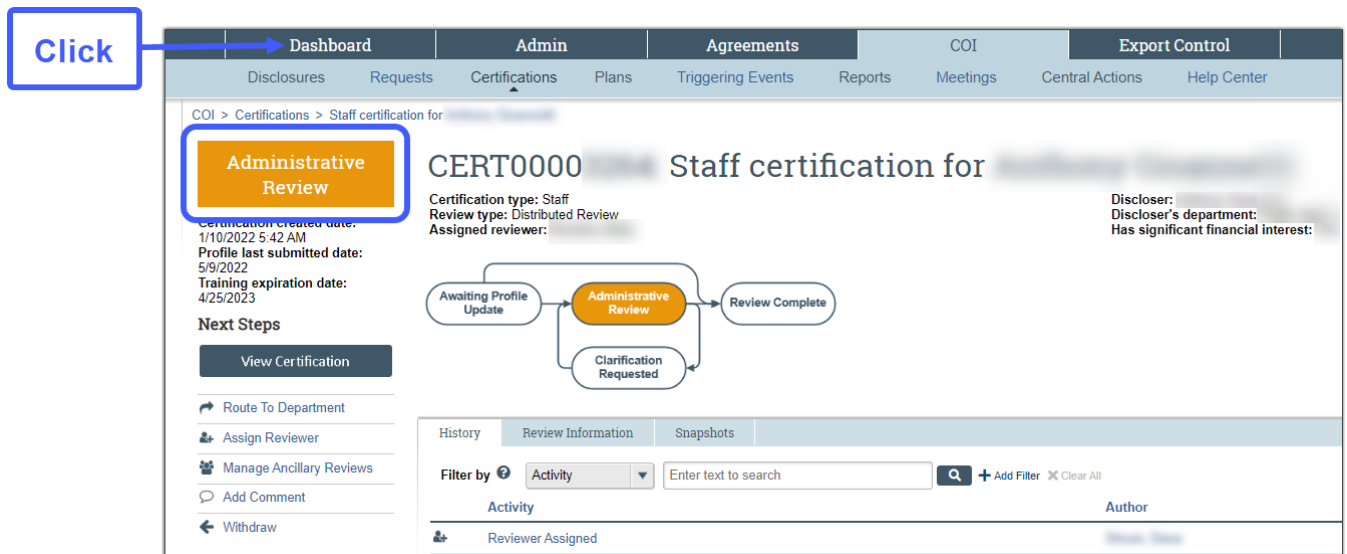 Click
Dashboard Admin Agreements COI Export Control
Disclosures Requests Certifications Plans Triggering Events Reports Meetings Central Actions Help Center
COI > Certifications > Staff certification for
Administrative
Review
CERT0000 Staff certification for
Certification type: Staff
Review type: Distributed Review
Assigned reviewer:
Discloser:
Discloser's department:
Has significant financial interest:
Certification created date:
1/10/2022 5:42 AM
Profile last submitted date:
5/9/2022
Training expiration date:
4/25/2023
Next Steps
View Certification
Route To Department
Assign Reviewer
Manage Ancillary Reviews
Add Comment
Withdraw
Awaiting Profile
Update
Administrative
Review
Review Complete
Clarification
Requested
History Review Information Snapshots
Filter by Activity Enter text to search Add Filter Clear All
Activity Author
Reviewer Assigned